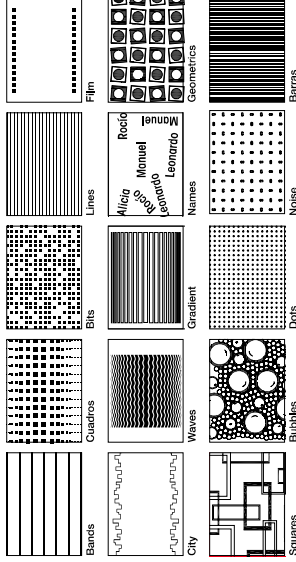 Bands Cuadros Bits Lines Film
Alicia
Rocío
Leonardo
Manuel
Leonardo
Rocio
Manuel
City Waves Gradient Names Geometrics
Squares Bubbles Dots Noise Barras